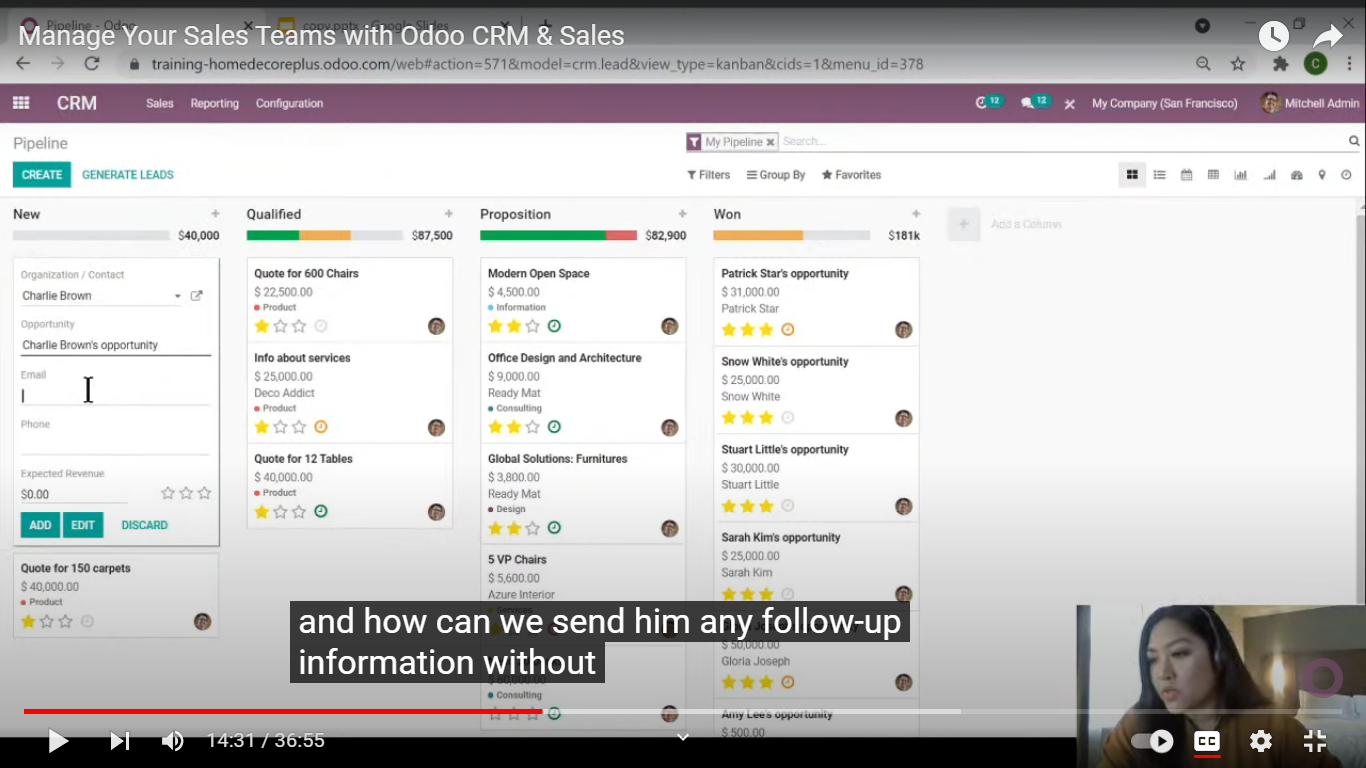 Pipeline - Odoo
copy.pptx - Google Slides
Manage Your Sales Teams with Odoo CRM & Sales
training-homedecoreplus.odoo.com/web#action=571&model=crm.lead&view_type=kanban&cids=1&menu_id=378
C
CRM
Sales
Reporting
Configuration
12
12
My Company (San Francisco)
Mitchell Admin
Pipeline
My Pipeline
Search...
CREATE
GENERATE LEADS
Filters
Group By
Favorites
New
$40,000
Organization / Contact
Charlie Brown
Opportunity
Charlie Brown's opportunity
Email
Phone
Expected Revenue
$0.00
ADD
EDIT
DISCARD
Quote for 150 carpets
$ 40,000.00
Product
Qualified
$87,500
Quote for 600 Chairs
$ 22,500.00
Product
Info about services
$ 25,000.00
Deco Addict
Product
Quote for 12 Tables
$ 40,000.00
Product
Proposition
$82,900
Modern Open Space
$ 4,500.00
Information
Office Design and Architecture
$ 9,000.00
Ready Mat
Consulting
Global Solutions: Furnitures
$ 3,800.00
Ready Mat
Design
5 VP Chairs
$ 5,600.00
Azure Interior
Services
Consulting
Won
$181k
Patrick Star's opportunity
$ 31,000.00
Patrick Star
Snow White's opportunity
$ 25,000.00
Snow White
Stuart Little's opportunity
$ 30,000.00
Stuart Little
Sarah Kim's opportunity
$ 25,000.00
Sarah Kim
$ 50,000.00
Gloria Joseph
Amy Lee's opportunity
$ 500.00
Add a Column
and how can we send him any follow-up
information without
14:31 / 36:55
CC